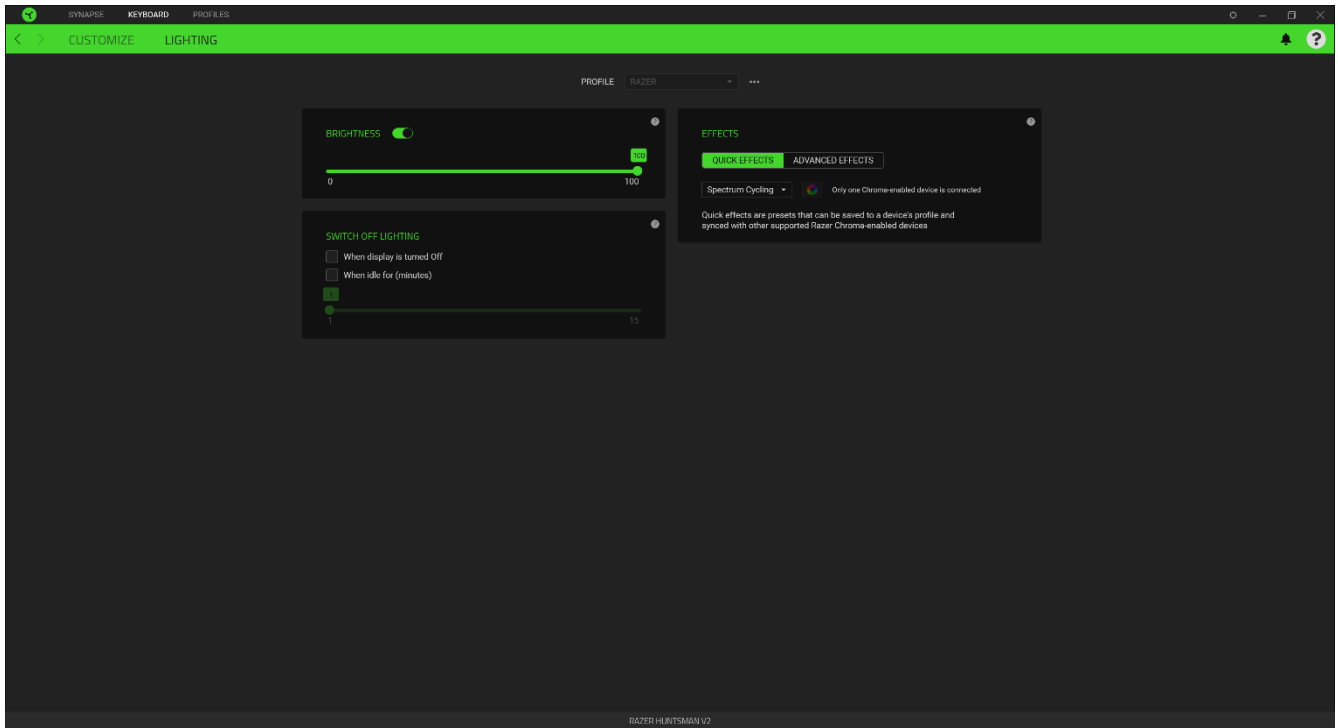 SYNAPSE KEYBOARD PROFILES
CUSTOMIZE LIGHTING
?
PROFILE RAZER
BRIGHTNESS
?
100
0 100
SWITCH OFF LIGHTING
?
When display is turned Off
When idle for (minutes)
1
1 15
EFFECTS
?
QUICK EFFECTS ADVANCED EFFECTS
Spectrum Cycling Only one Chroma-enabled device is connected
Quick effects are presets that can be saved to a device's profile and
synced with other supported Razer Chroma-enabled devices
RAZER HUNTSMAN V2